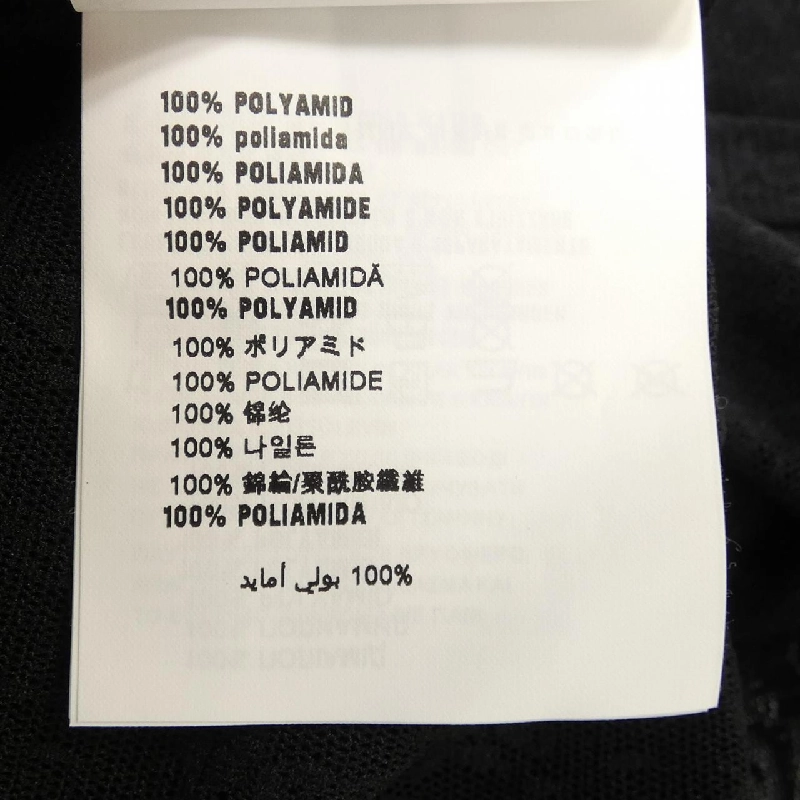 100% POLYAMID
100% poliamida
100% POLIAMIDA
100% POLYAMIDE
100% POLIAMID
100% POLIAMIDĂ
100% POLYAMID
100% ポリアミド
100% POLIAMIDE
100% 锦纶
100% 나일론
100% 錦綸/聚酰胺纖維
100% POLIAMIDA
100% بولي أمايد